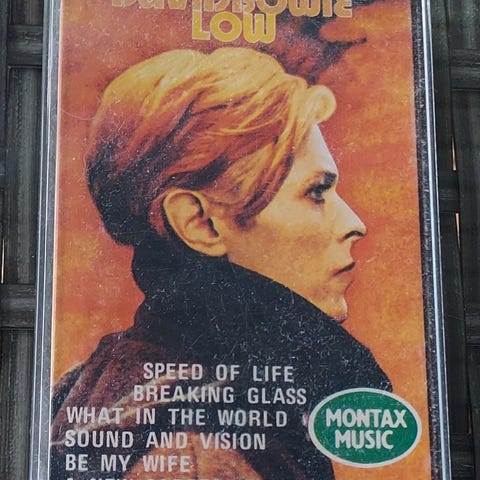 DAVID BOWIE
LOW
SPEED OF LIFE
BREAKING GLASS
WHAT IN THE WORLD
SOUND AND VISION
BE MY WIFE
MONTAX
MUSIC